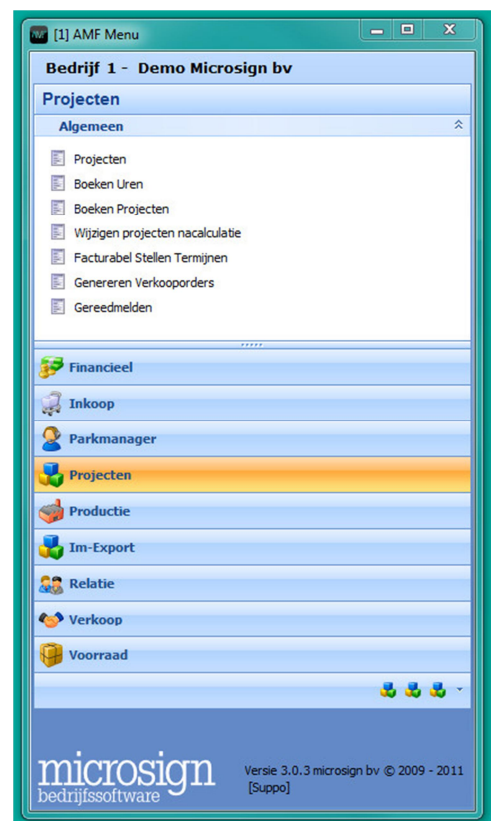 [1] AMF Menu
Bedrijf 1 - Demo Microsign bv
Projecten
Algemeen
Projecten
Boeken Uren
Boeken Projecten
Wijzigen projecten nacalculatie
Facturabel Stellen Termijnen
Genereren Verkooporders
Gereedmelden
Financieel
Inkoop
Parkmanager
Projecten
Productie
Im-Export
Relatie
Verkoop
Voorraad
microsign
bedrijfssoftware
Versie 3.0.3 microsign bv © 2009 - 2011
[Suppo]